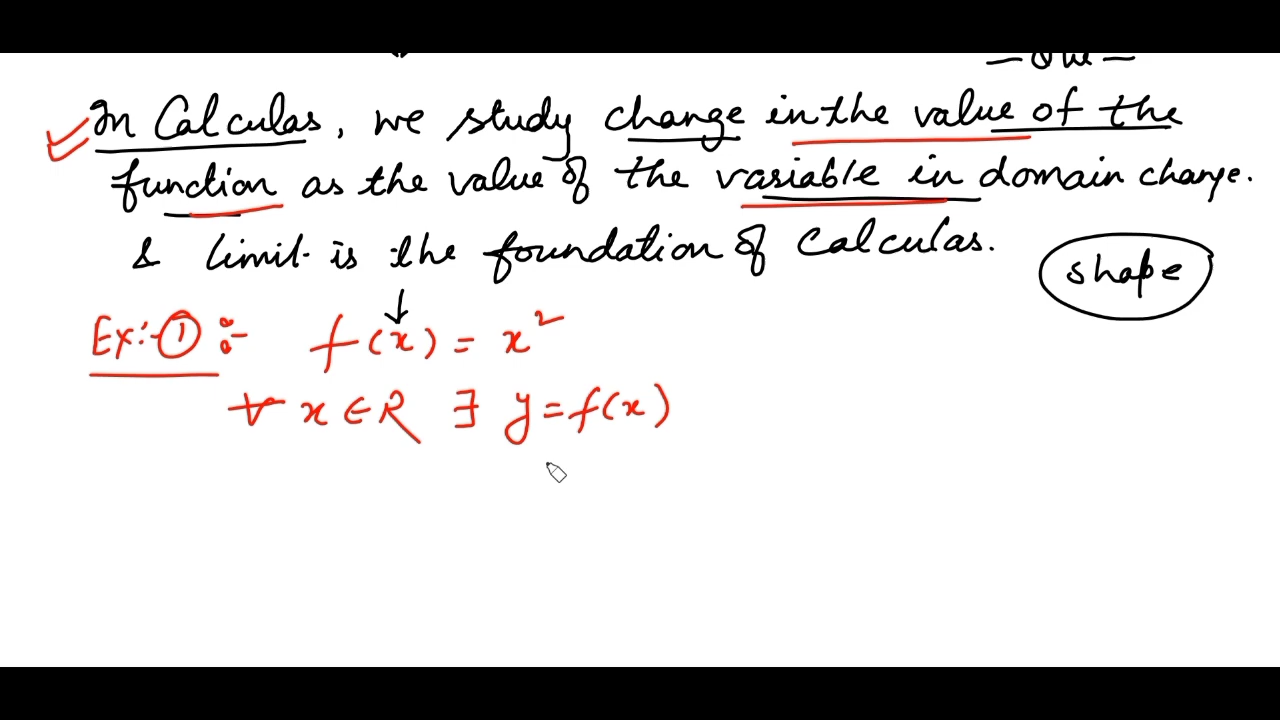 In Calculas, we study change in the value of the
function as the value of the variable in domain change.
& limit is the foundation of Calculas.
shape
Ex:-① :- f(x) = x²
∀ x ∈ R ∃ y = f(x)